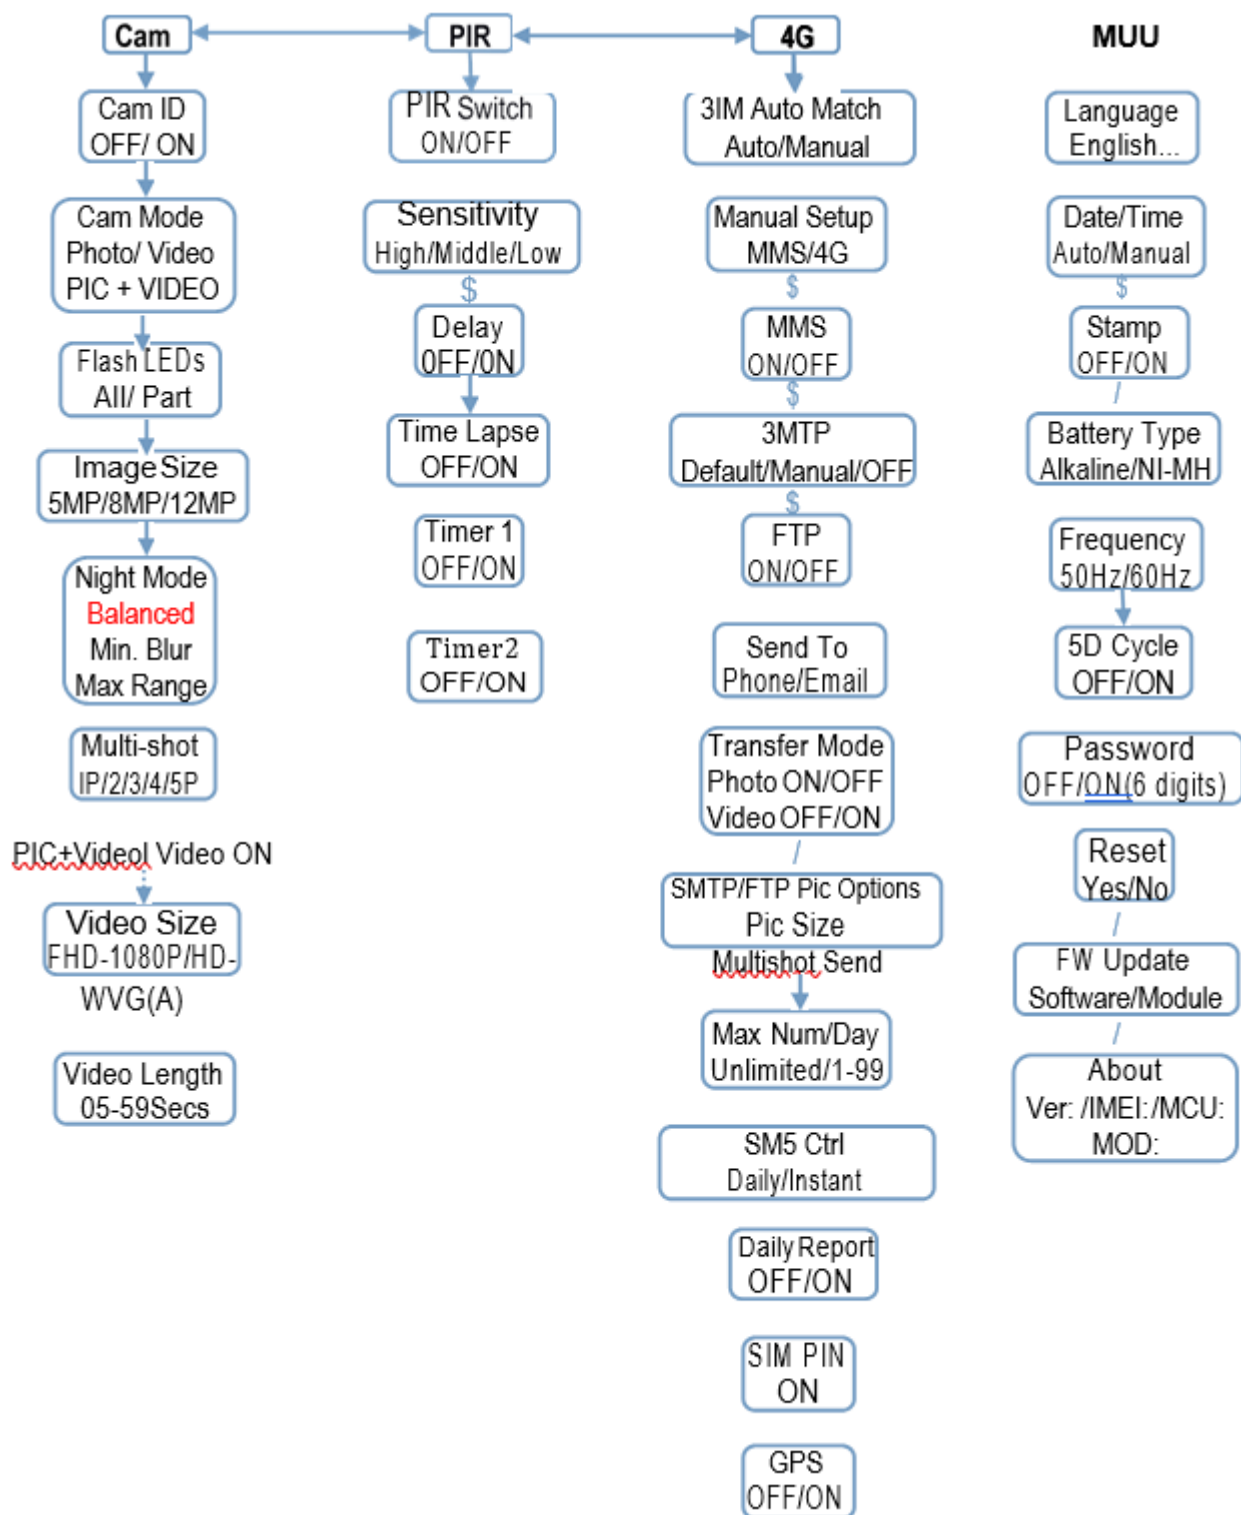 Cam
Cam ID
OFF/ ON
Cam Mode
Photo/ Video
PIC + VIDEO
Flash LEDs
All/ Part
Image Size
5MP/8MP/12MP
Night Mode
Balanced
Min. Blur
Max Range
Multi-shot
IP/2/3/4/5P
PIC+Videol Video ON
Video Size
FHD-1080P/HD-
WVG(A)
Video Length
05-59Secs
PIR
PIR Switch
ON/OFF
Sensitivity
High/Middle/Low
$
Delay
0FF/0N
Time Lapse
OFF/ON
Timer 1
OFF/ON
Timer2
OFF/ON
4G
3IM Auto Match
Auto/Manual
Manual Setup
MMS/4G
$
MMS
ON/OFF
$
3MTP
Default/Manual/OFF
$
FTP
ON/OFF
Send To
Phone/Email
Transfer Mode
Photo ON/OFF
Video OFF/ON
/
SMTP/FTP Pic Options
Pic Size
Multishot Send
Max Num/Day
Unlimited/1-99
SM5 Ctrl
Daily/Instant
Daily Report
OFF/ON
SIM PIN
ON
GPS
OFF/ON
MUU
Language
English...
Date/Time
Auto/Manual
$
Stamp
OFF/ON
/
Battery Type
Alkaline/NI-MH
Frequency
50Hz/60Hz
5D Cycle
OFF/ON
Password
OFF/ON(6 digits)
Reset
Yes/No
/
FW Update
Software/Module
/
About
Ver: /IMEI:/MCU:
MOD: